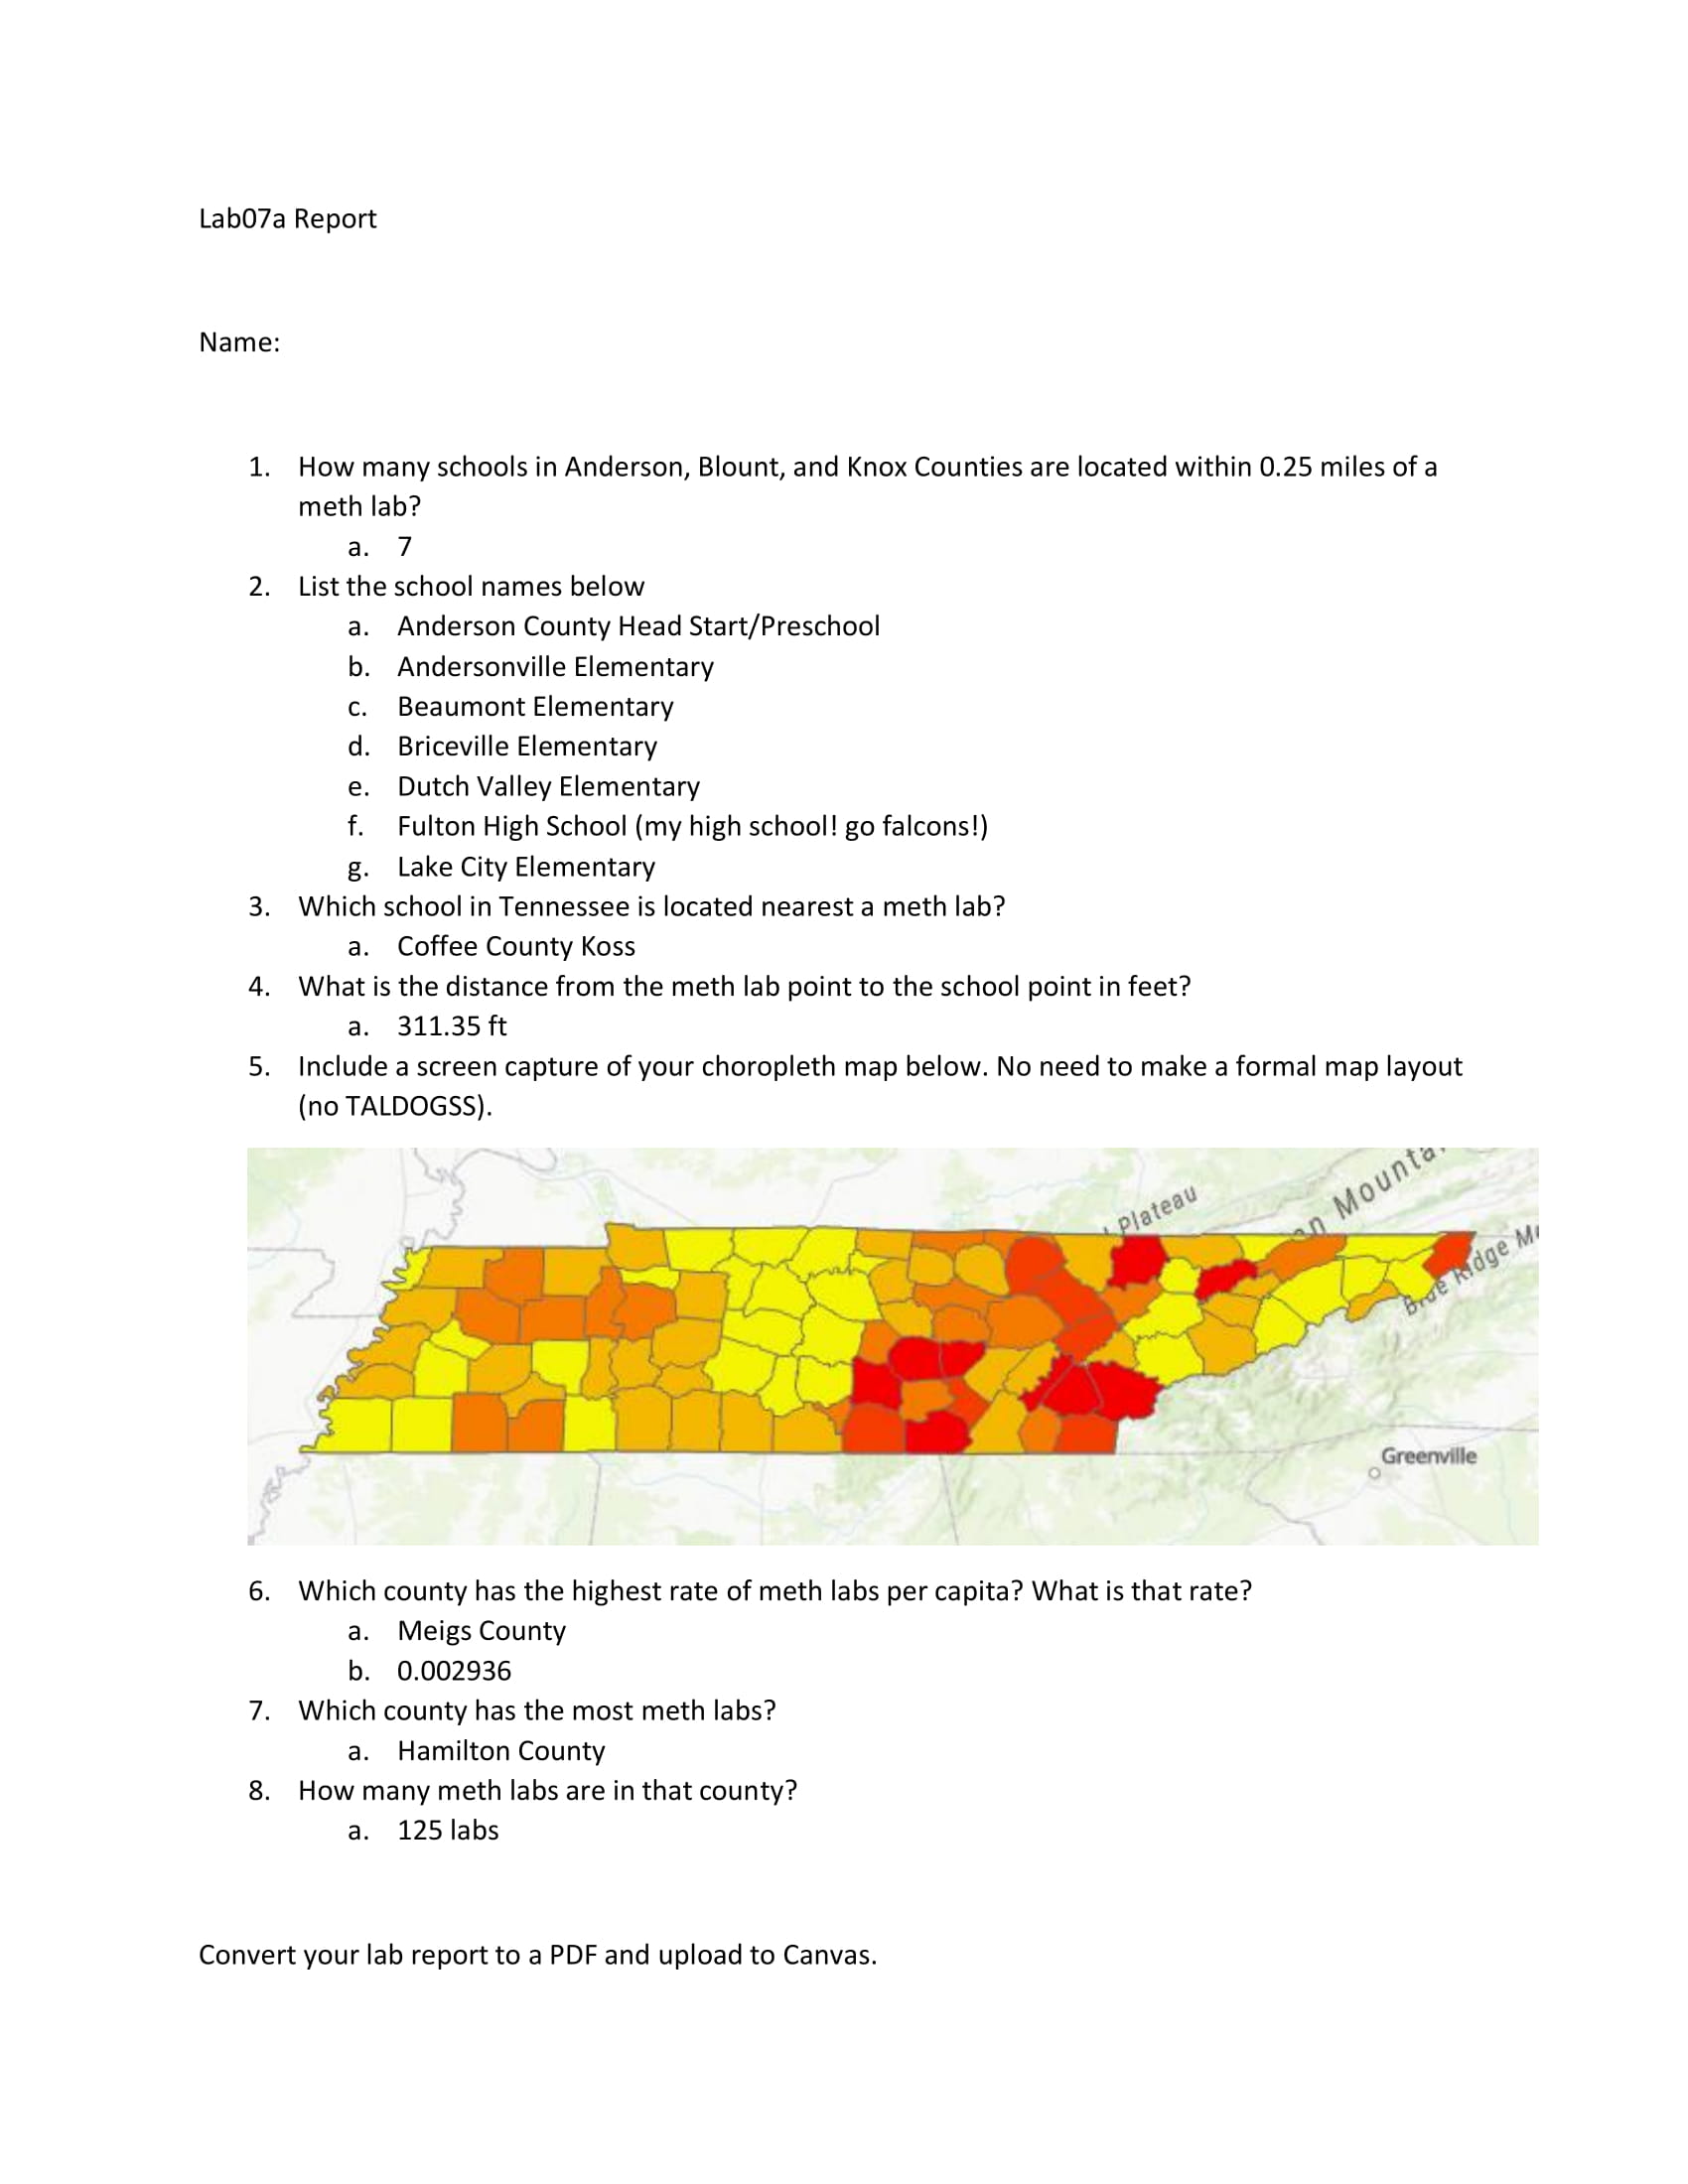 Lab07a Report
Name:
1. How many schools in Anderson, Blount, and Knox Counties are located within 0.25 miles of a
meth lab?
a. 7
2. List the school names below
a. Anderson County Head Start/Preschool
b. Andersonville Elementary
c. Beaumont Elementary
d. Briceville Elementary
e. Dutch Valley Elementary
f. Fulton High School (my high school! go falcons!)
g. Lake City Elementary
3. Which school in Tennessee is located nearest a meth lab?
a. Coffee County Koss
4. What is the distance from the meth lab point to the school point in feet?
a. 311.35 ft
5. Include a screen capture of your choropleth map below. No need to make a formal map layout
(no TALDOGSS).
Plateau
Mounta
Ridge
Greenville
6. Which county has the highest rate of meth labs per capita? What is that rate?
a. Meigs County
b. 0.002936
7. Which county has the most meth labs?
a. Hamilton County
8. How many meth labs are in that county?
a. 125 labs
Convert your lab report to a PDF and upload to Canvas.